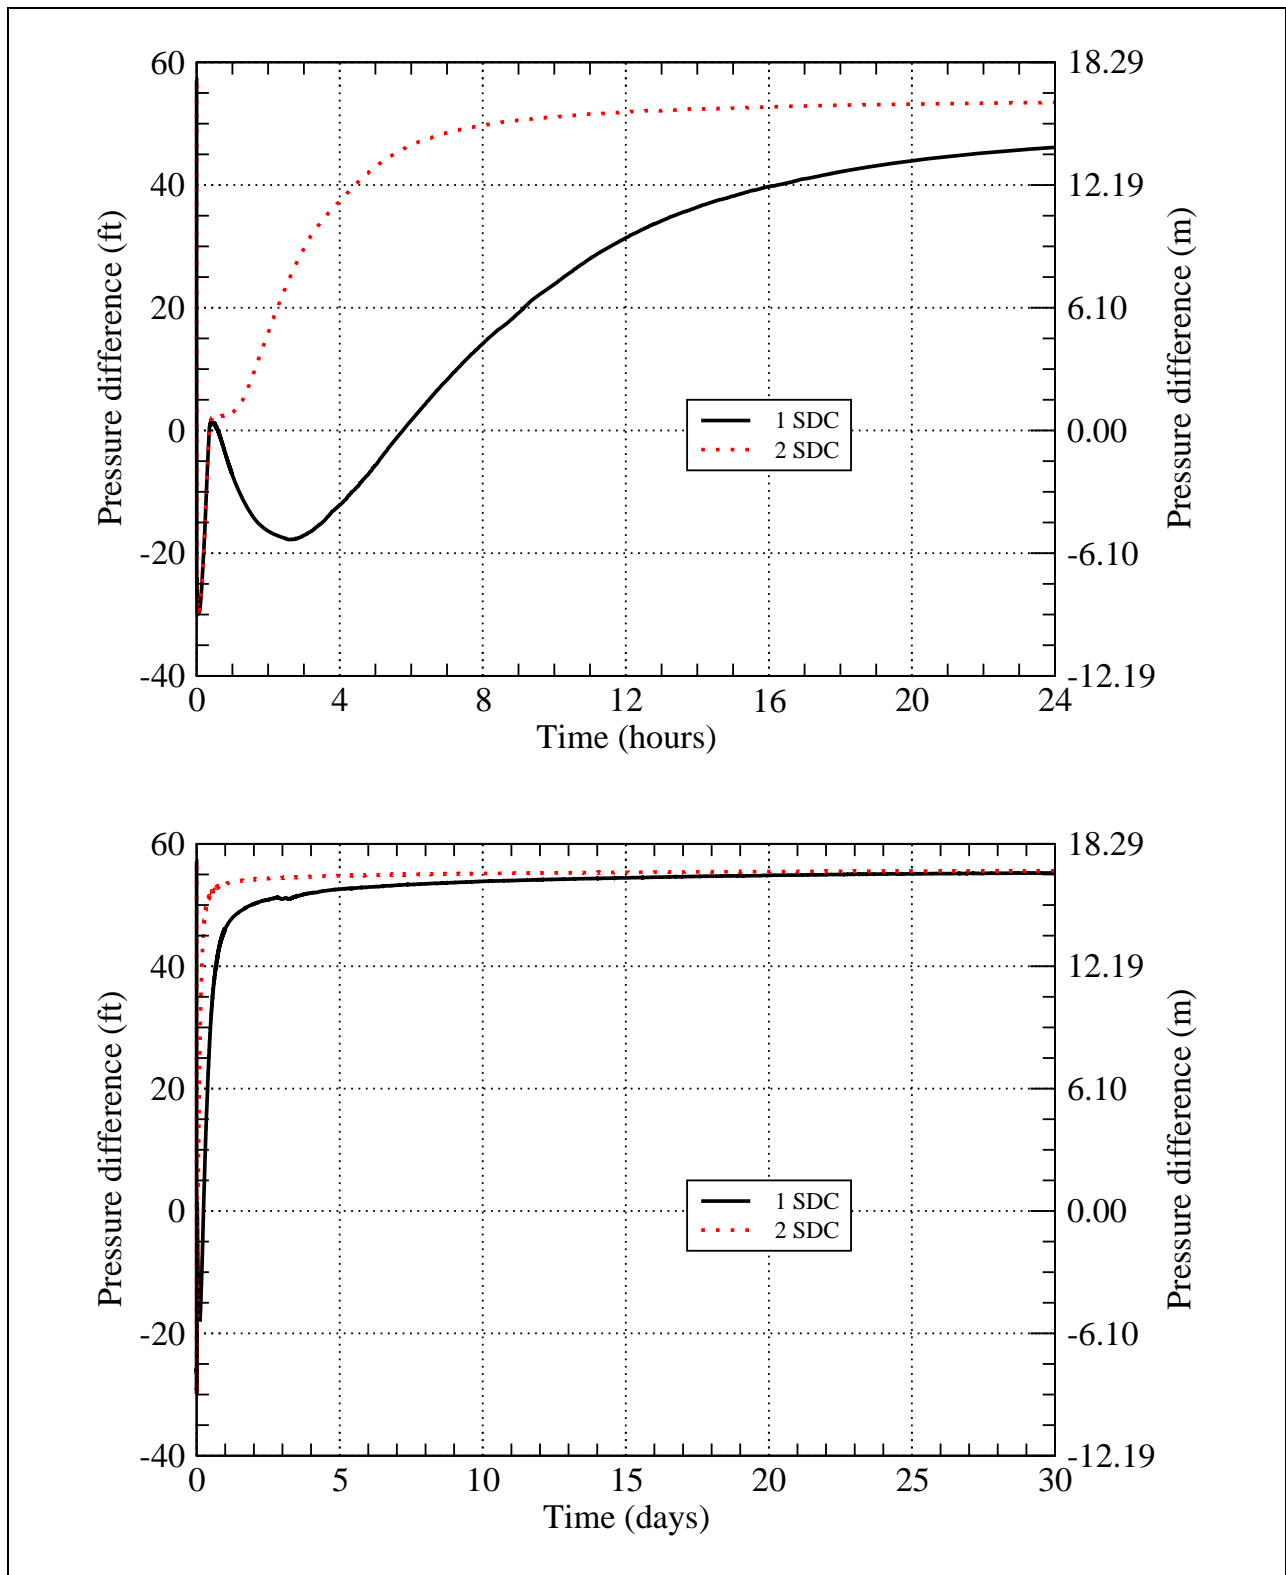 60 18.29
40 12.19
20 6.10
0 0.00
-20 -6.10
-40 -12.19
Pressure difference (ft)
Pressure difference (m)
1 SDC
2 SDC
0 4 8 12 16 20 24
Time (hours)
60 18.29
40 12.19
20 6.10
0 0.00
-20 -6.10
-40 -12.19
Pressure difference (ft)
Pressure difference (m)
1 SDC
2 SDC
0 5 10 15 20 25 30
Time (days)